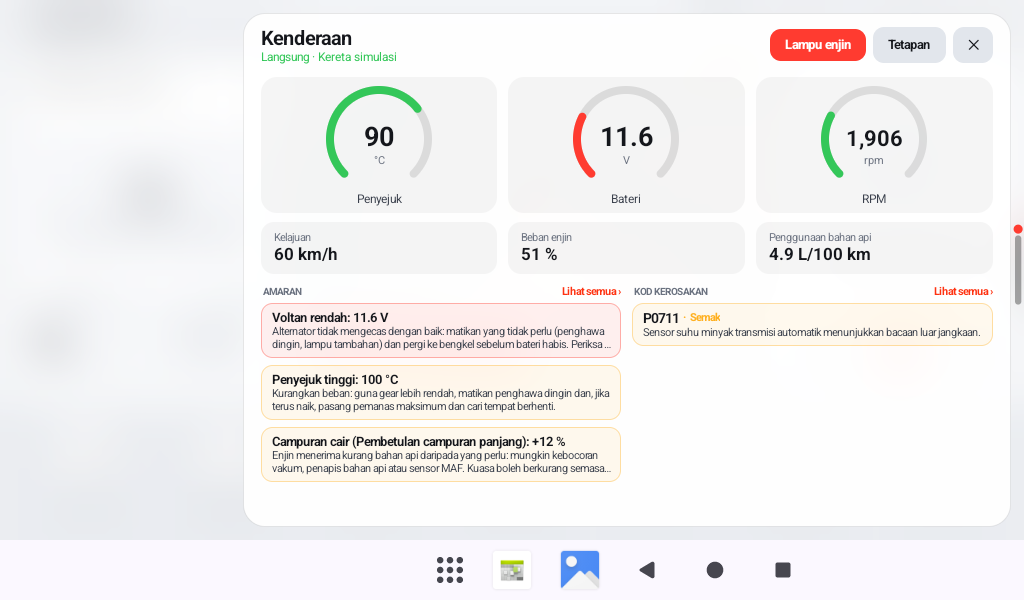 Kenderaan
Langsung · Kereta simulasi
Lampu enjin
Tetapan
90
°C
Penyejuk
11.6
V
Bateri
1,906
rpm
RPM
Kelajuan
60 km/h
Beban enjin
51 %
Penggunaan bahan api
4.9 L/100 km
AMARAN
Lihat semua ›
Voltan rendah: 11.6 V
Alternator tidak mengecas dengan baik: matikan yang tidak perlu (penghawa
dingin, lampu tambahan) dan pergi ke bengkel sebelum bateri habis. Periksa ...
Penyejuk tinggi: 100 °C
Kurangkan beban: guna gear lebih rendah, matikan penghawa dingin dan, jika
terus naik, pasang pemanas maksimum dan cari tempat berhenti.
Campuran cair (Pembetulan campuran panjang): +12 %
Enjin menerima kurang bahan api daripada yang perlu: mungkin kebocoran
vakum, penapis bahan api atau sensor MAF. Kuasa boleh berkurang semasa...
KOD KEROSAKAN
Lihat semua ›
P0711 · Semak
Sensor suhu minyak transmisi automatik menunjukkan bacaan luar jangkaan.